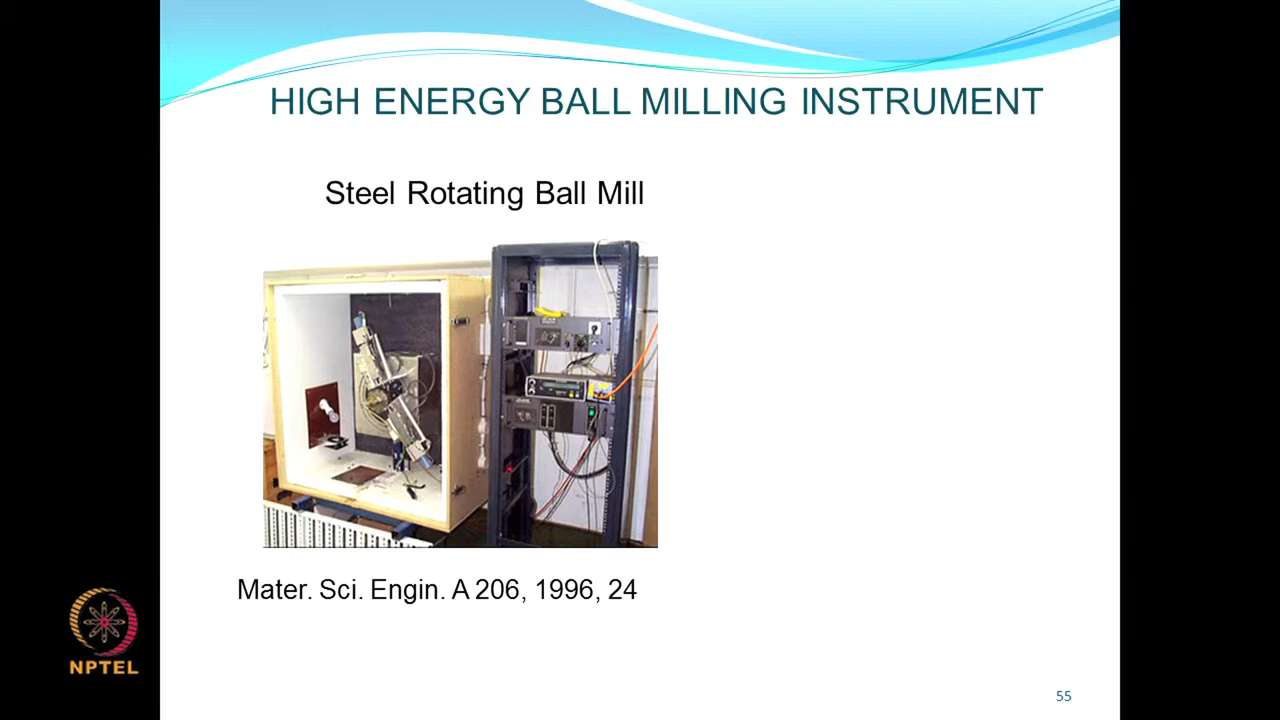 HIGH ENERGY BALL MILLING INSTRUMENT
Steel Rotating Ball Mill
Mater. Sci. Engin. A 206, 1996, 24
NPTEL
55